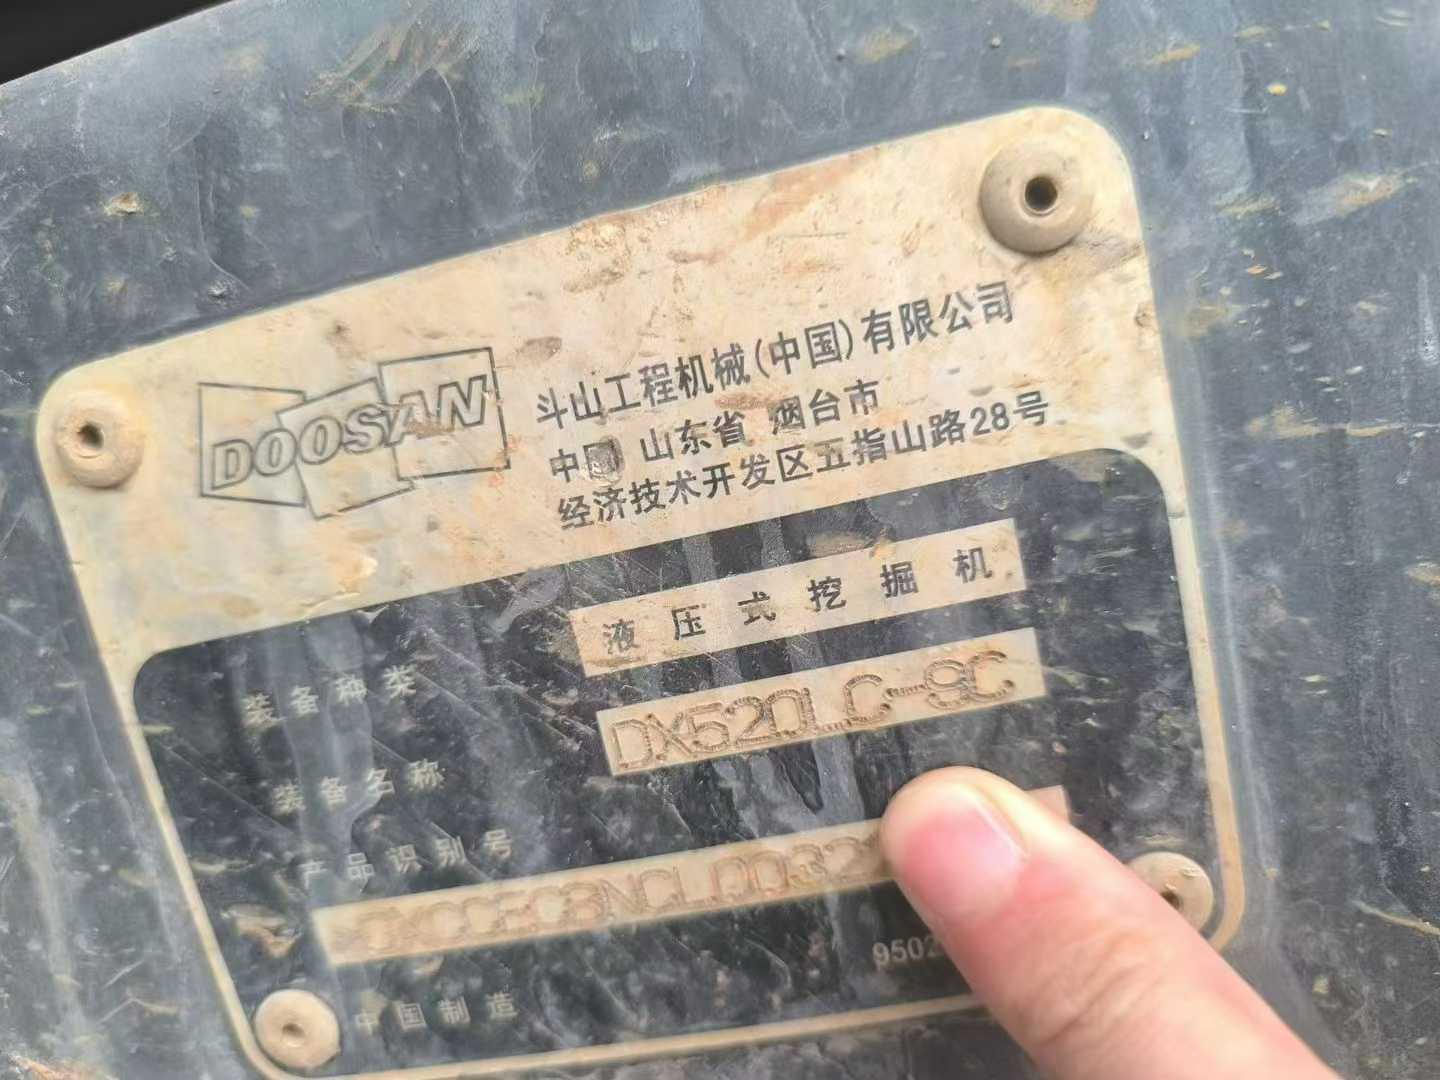 DOOSAN
斗山工程机械(中国)有限公司
中国 山东省 烟台市
经济技术开发区五指山路28号
装备种类 液压式挖掘机
装备名称 DX520LC-9C
产品识别号
9502
中国制造